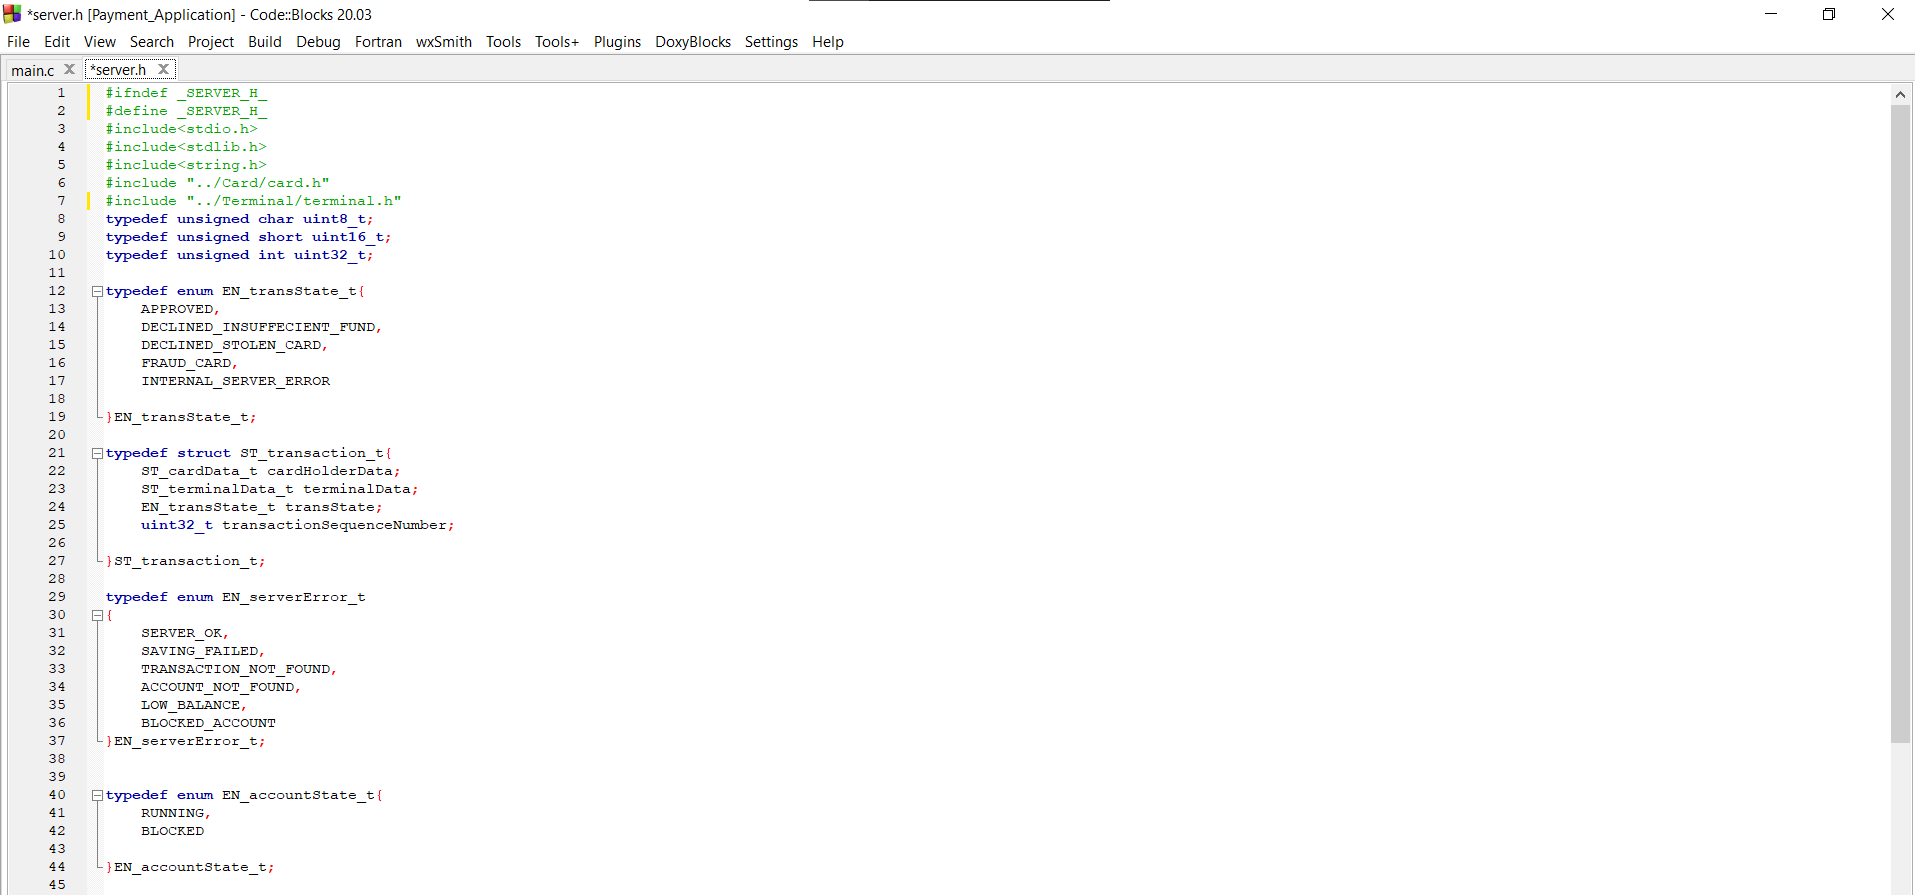 *server.h [Payment_Application] - Code::Blocks 20.03
File Edit View Search Project Build Debug Fortran wxSmith Tools Tools+ Plugins DoxyBlocks Settings Help
main.c *server.h
1 #ifndef _SERVER_H_
2 #define _SERVER_H_
3 #include<stdio.h>
4 #include<stdlib.h>
5 #include<string.h>
6 #include "../Card/card.h"
7 #include "../Terminal/terminal.h"
8 typedef unsigned char uint8_t;
9 typedef unsigned short uint16_t;
10 typedef unsigned int uint32_t;
11
12 typedef enum EN_transState_t{
13 APPROVED,
14 DECLINED_INSUFFECIENT_FUND,
15 DECLINED_STOLEN_CARD,
16 FRAUD_CARD,
17 INTERNAL_SERVER_ERROR
18
19 }EN_transState_t;
20
21 typedef struct ST_transaction_t{
22 ST_cardData_t cardHolderData;
23 ST_terminalData_t terminalData;
24 EN_transState_t transState;
25 uint32_t transactionSequenceNumber;
26
27 }ST_transaction_t;
28
29 typedef enum EN_serverError_t
30 {
31 SERVER_OK,
32 SAVING_FAILED,
33 TRANSACTION_NOT_FOUND,
34 ACCOUNT_NOT_FOUND,
35 LOW_BALANCE,
36 BLOCKED_ACCOUNT
37 }EN_serverError_t;
38
39
40 typedef enum EN_accountState_t{
41 RUNNING,
42 BLOCKED
43
44 }EN_accountState_t;
45